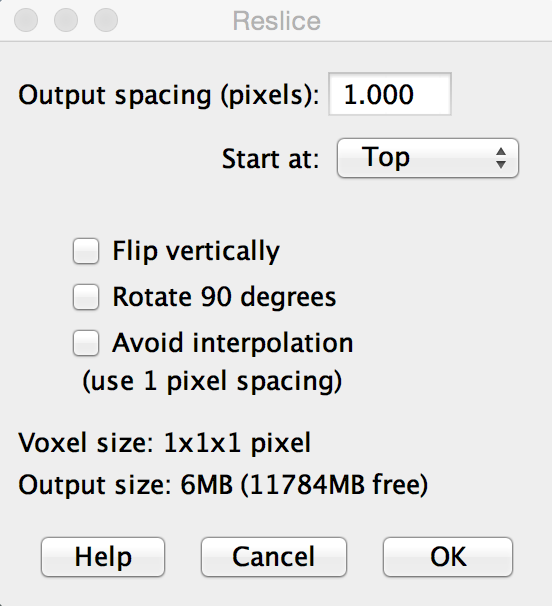 Reslice
Output spacing (pixels): 1.000
Start at: Top
Flip vertically
Rotate 90 degrees
Avoid interpolation
(use 1 pixel spacing)
Voxel size: 1x1x1 pixel
Output size: 6MB (11784MB free)
Help Cancel OK